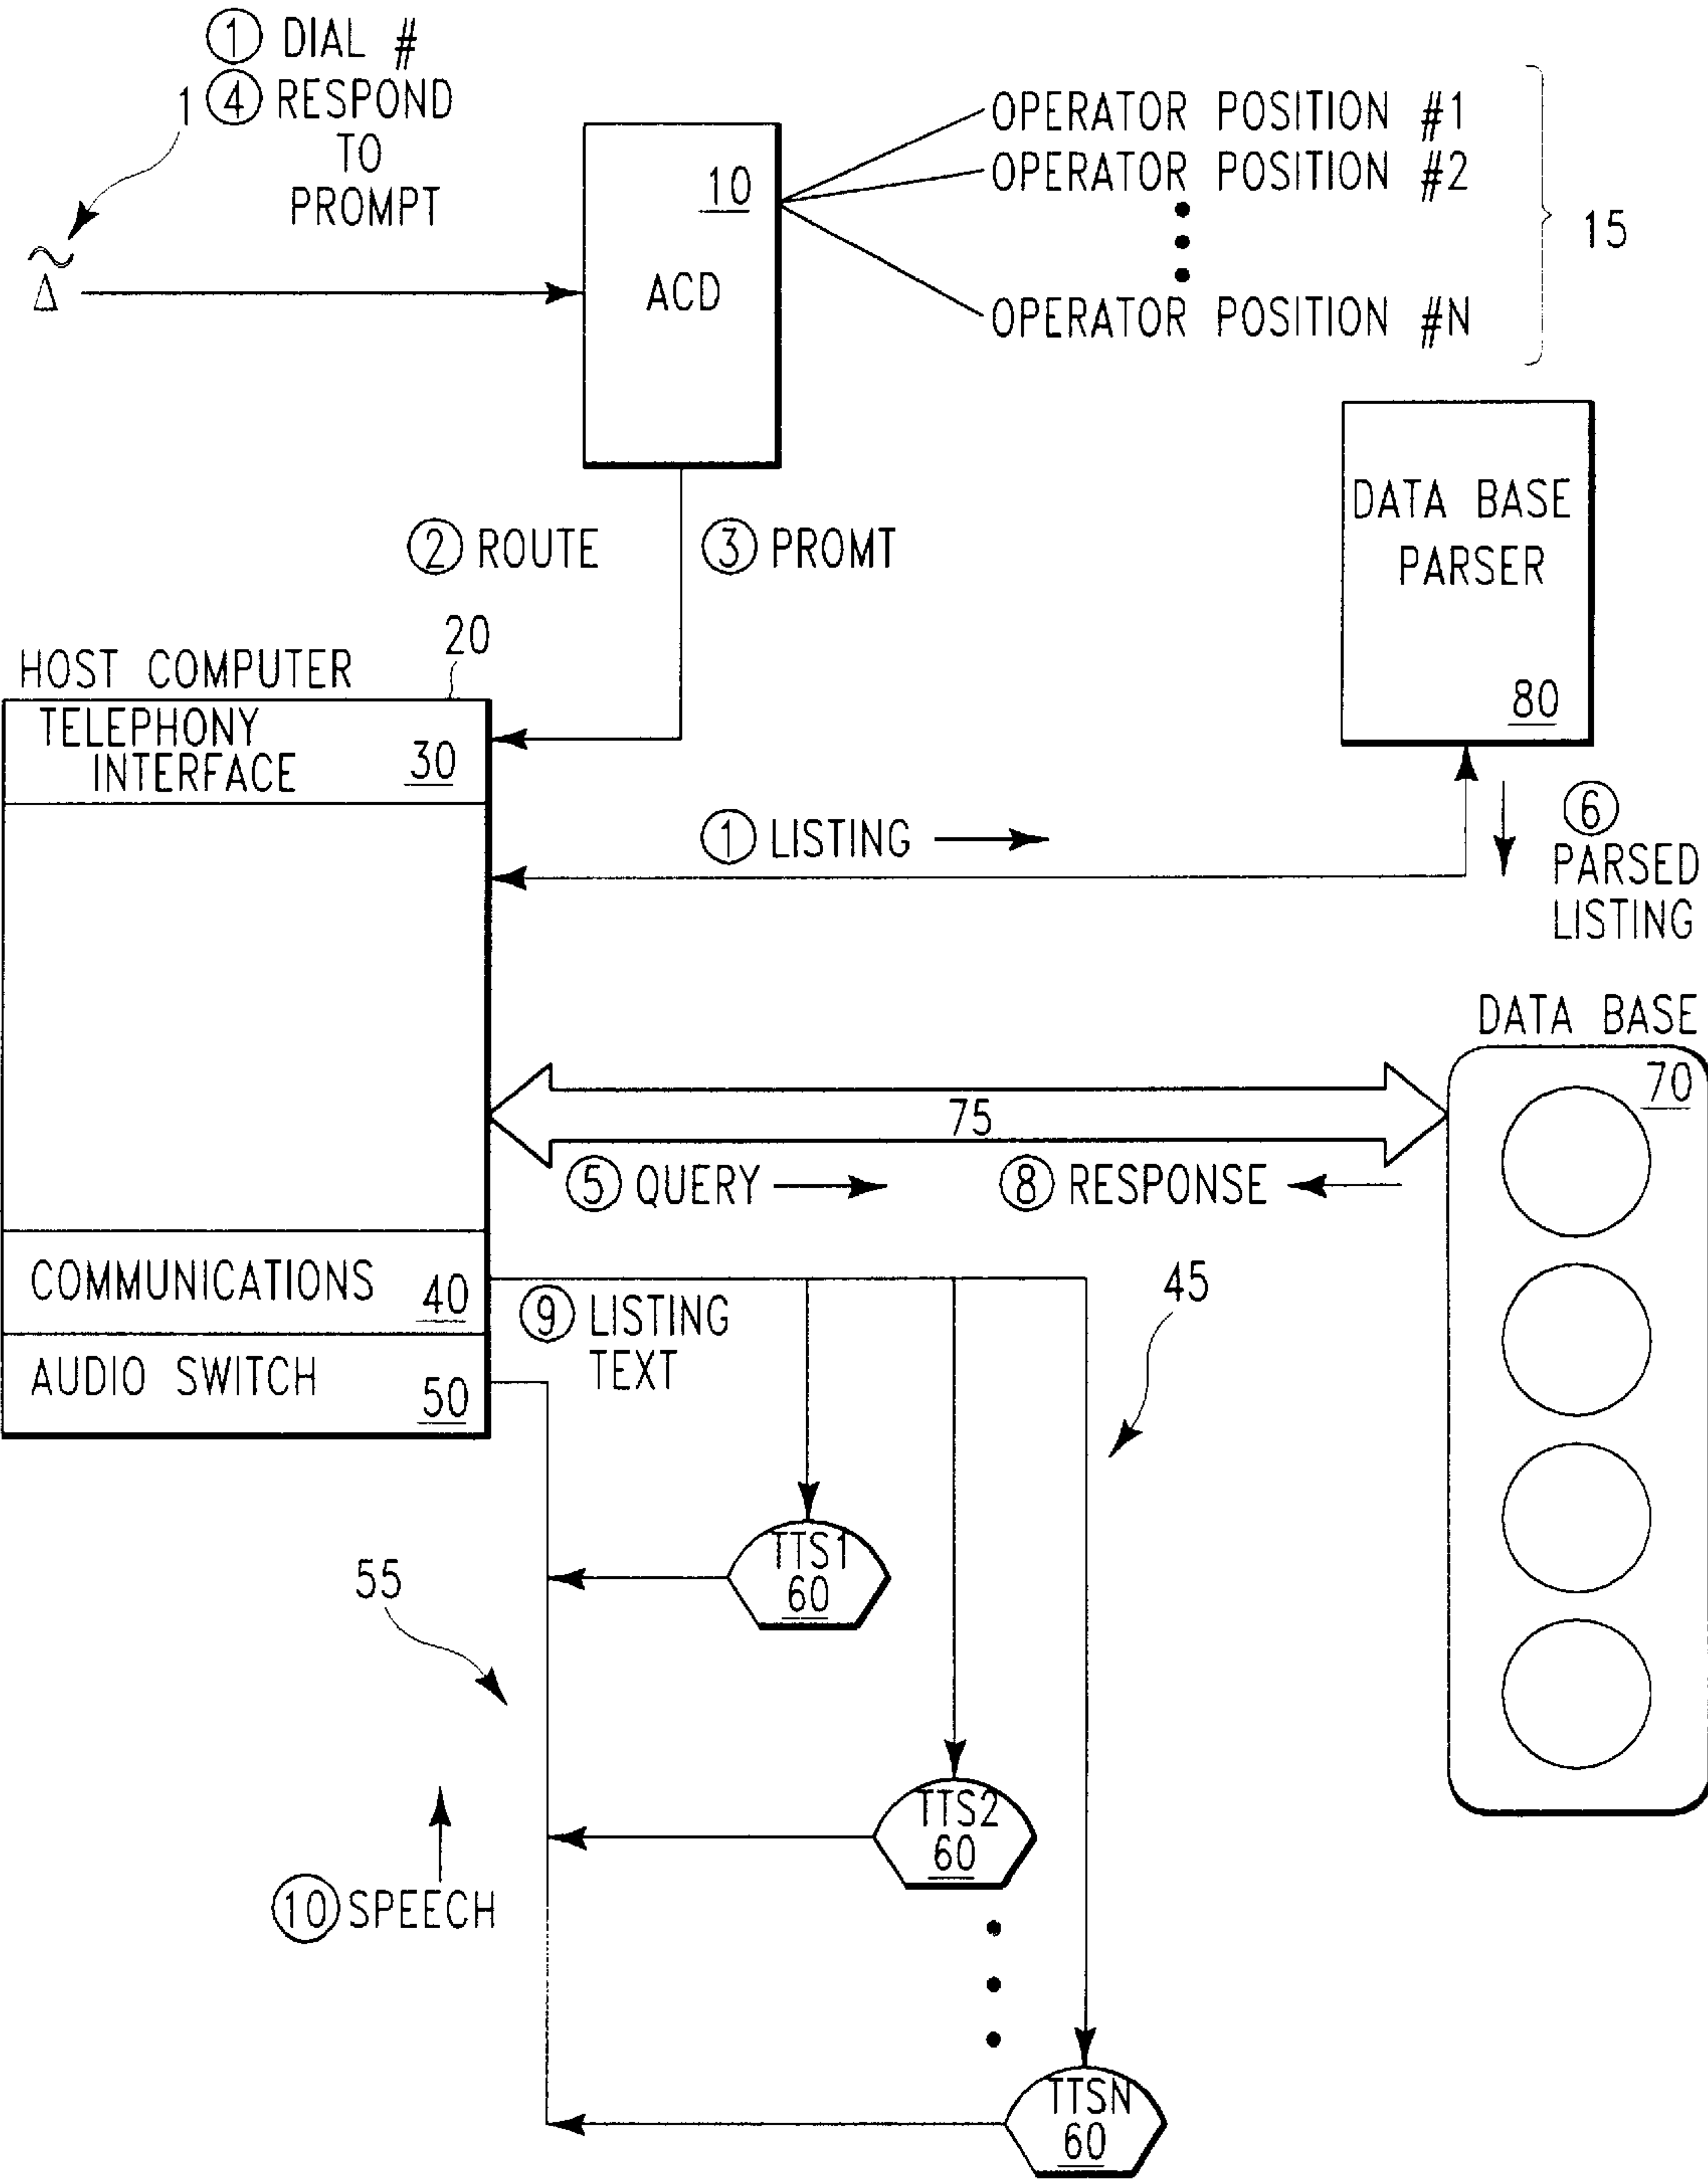 ① DIAL #
1 ④ RESPOND
TO
PROMPT
10
ACD
OPERATOR POSITION #1
OPERATOR POSITION #2
OPERATOR POSITION #N
15
② ROUTE
③ PROMT
DATA BASE
PARSER
80
HOST COMPUTER
20
TELEPHONY
INTERFACE
30
① LISTING
⑥
PARSED
LISTING
DATA BASE
70
75
⑤ QUERY
⑧ RESPONSE
COMMUNICATIONS
40
⑨ LISTING
TEXT
45
AUDIO SWITCH
50
TTS1
60
55
TTS2
60
⑩ SPEECH
TTSN
60